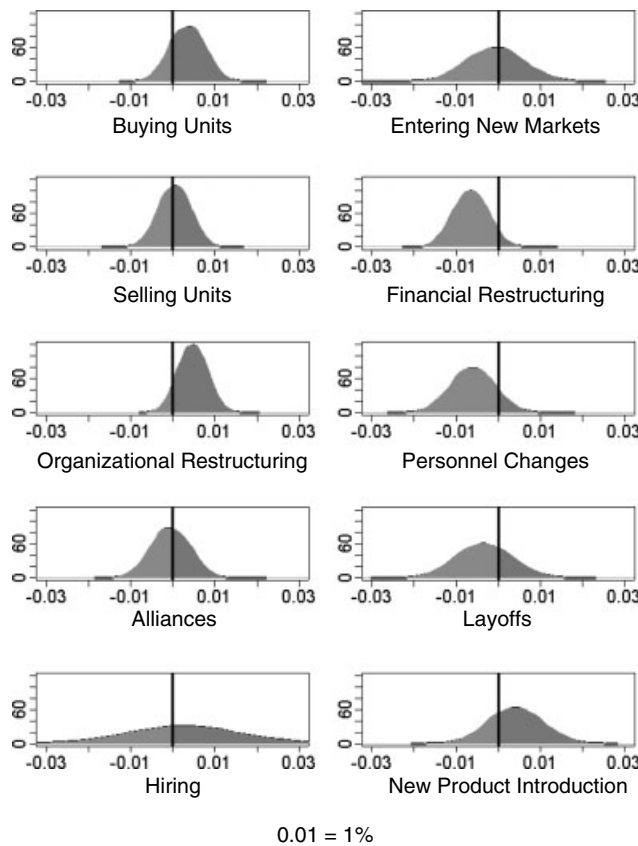 60
0
-0.03 -0.01 0.01 0.03
Buying Units
60
0
-0.03 -0.01 0.01 0.03
Entering New Markets
60
0
-0.03 -0.01 0.01 0.03
Selling Units
60
0
-0.03 -0.01 0.01 0.03
Financial Restructuring
60
0
-0.03 -0.01 0.01 0.03
Organizational Restructuring
60
0
-0.03 -0.01 0.01 0.03
Personnel Changes
60
0
-0.03 -0.01 0.01 0.03
Alliances
60
0
-0.03 -0.01 0.01 0.03
Layoffs
60
0
-0.03 -0.01 0.01 0.03
Hiring
60
0
-0.03 -0.01 0.01 0.03
New Product Introduction
0.01 = 1%